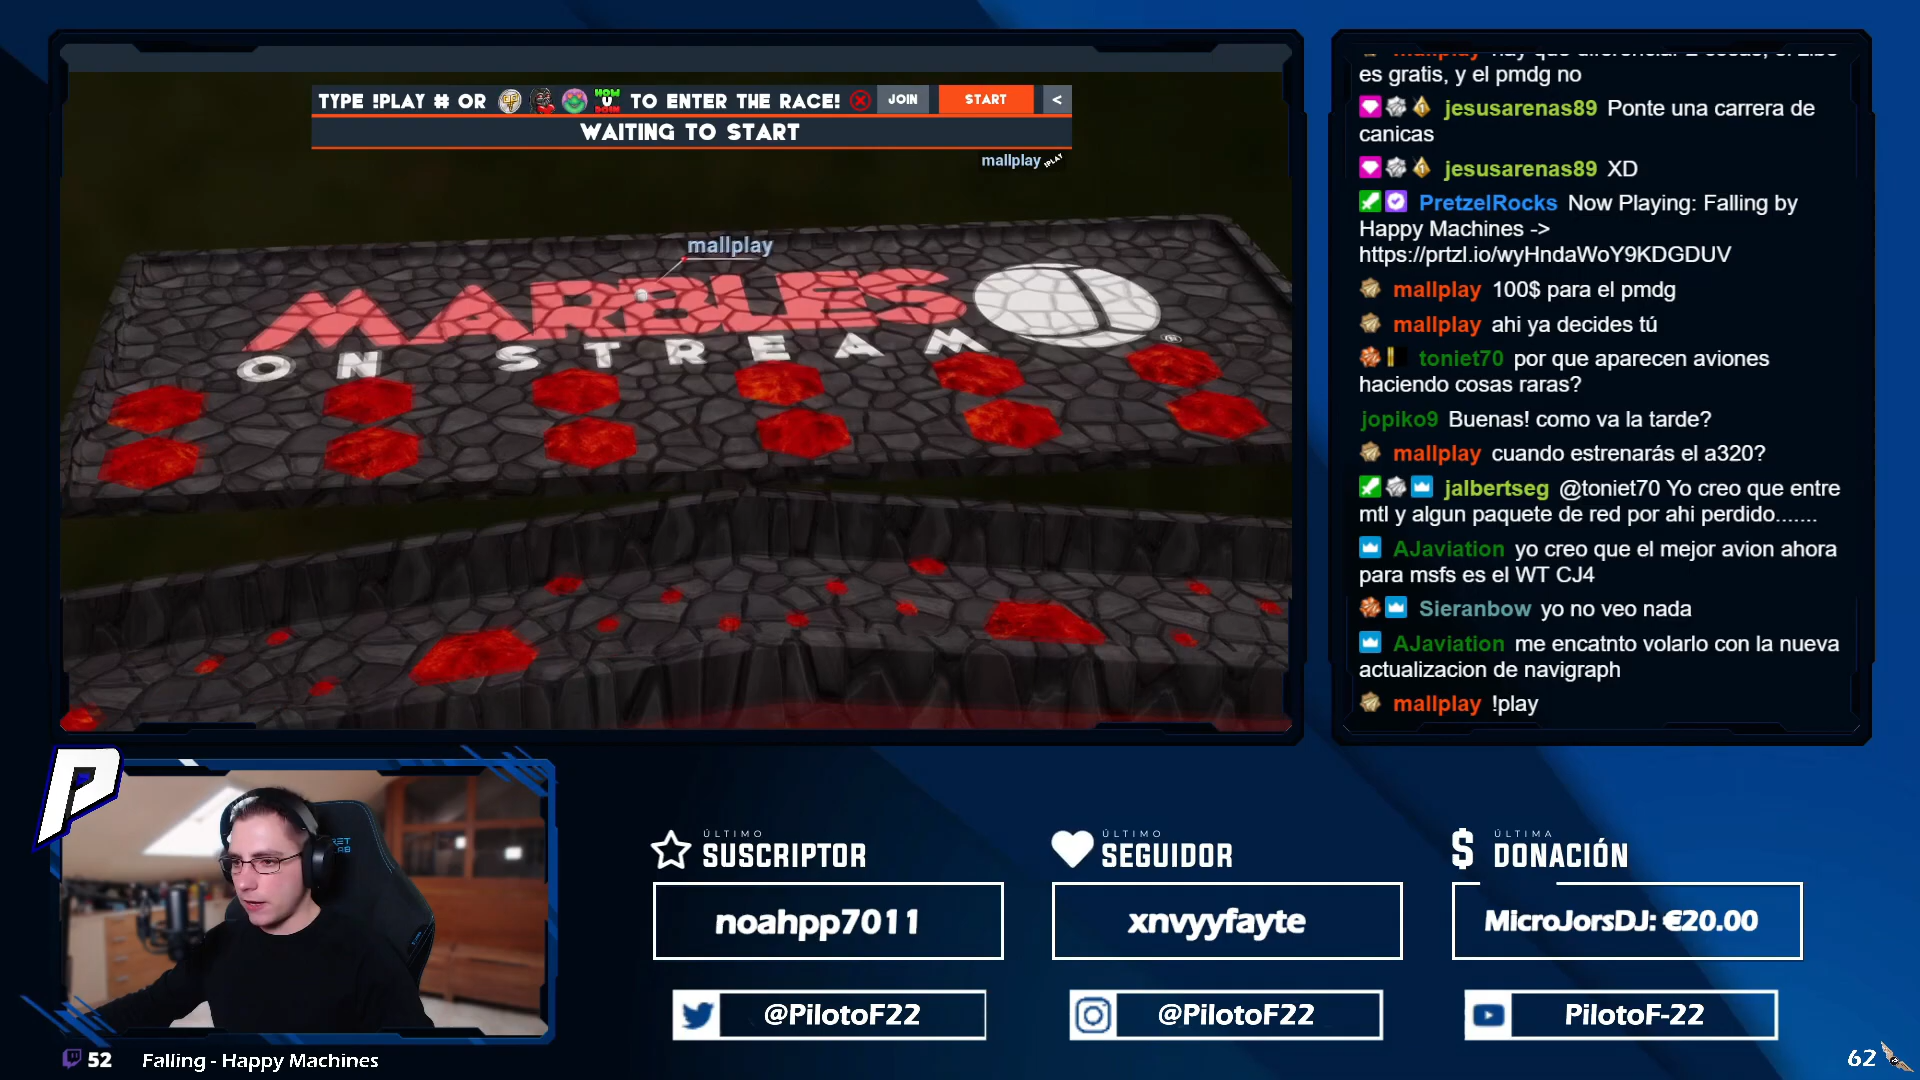 TYPE !PLAY # OR TO ENTER THE RACE! JOIN START <
WAITING TO START
mallplay !PLAY
mallplay
MARBLES
ON STREAM
es gratis, y el pmdg no
jesusarenas89 Ponte una carrera de
canicas
jesusarenas89 XD
PretzelRocks Now Playing: Falling by
Happy Machines ->
https://prtzl.io/wyHndaWoY9KDGDUV
mallplay 100$ para el pmdg
mallplay ahi ya decides tú
toniet70 por que aparecen aviones
haciendo cosas raras?
jopiko9 Buenas! como va la tarde?
mallplay cuando estrenarás el a320?
jalbertseg @toniet70 Yo creo que entre
mtl y algun paquete de red por ahi perdido.......
AJaviation yo creo que el mejor avion ahora
para msfs es el WT CJ4
Sieranbow yo no veo nada
AJaviation me encatnto volarlo con la nueva
actualizacion de navigraph
mallplay !play
P
ÚLTIMO
SUSCRIPTOR
noahpp7011
ÚLTIMO
SEGUIDOR
xnvyyfayte
ÚLTIMA
$ DONACIÓN
MicroJorsDJ: €20.00
@PilotoF22
@PilotoF22
PilotoF-22
52 Falling - Happy Machines
62